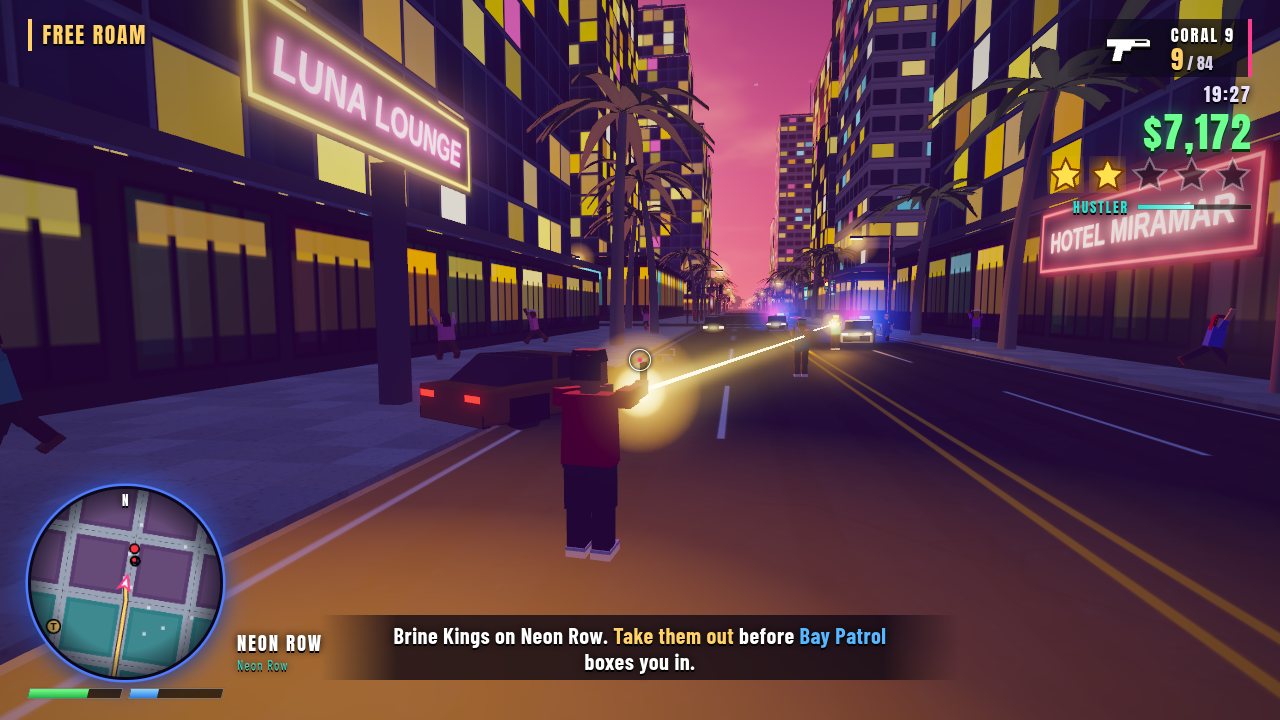 FREE ROAM
LUNA LOUNGE
CORAL 9
9 / 84
19:27
$7,172
HUSTLER
HOTEL MIRAMAR
N
T
NEON ROW
Neon Row
Brine Kings on Neon Row. Take them out before Bay Patrol
boxes you in.